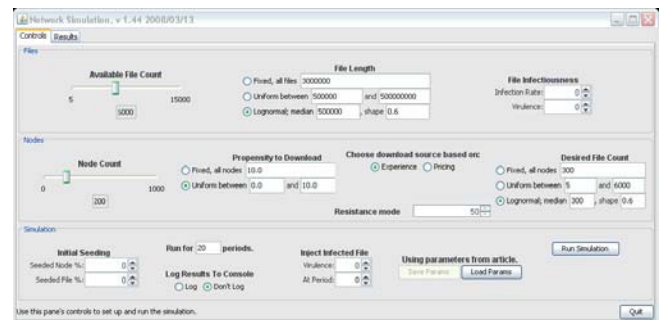 Network Simulation, v 1.44 2008/03/13
Controls Results
Files
Available File Count
5 15000
5000
File Length
Fixed, all files 3000000
Uniform between 500000 and 500000000
Lognormal; median 500000 , shape 0.6
File Infectiousness
Infection Rate: 0
Virulence: 0
Nodes
Node Count
0 1000
200
Propensity to Download
Fixed, all nodes 10.0
Uniform between 0.0 and 10.0
Choose download source based on:
Experience Pricing
Resistance mode 50
Desired File Count
Fixed, all nodes 300
Uniform between 5 and 6000
Lognormal; median 300 , shape 0.6
Simulation
Initial Seeding
Seeded Node %: 0
Seeded File %: 0
Run for 20 periods.
Log Results To Console
Log Don't Log
Inject Infected File
Virulence: 0
At Period: 0
Using parameters from article.
Save Params Load Params
Run Simulation
Use this pane's controls to set up and run the simulation.
Quit